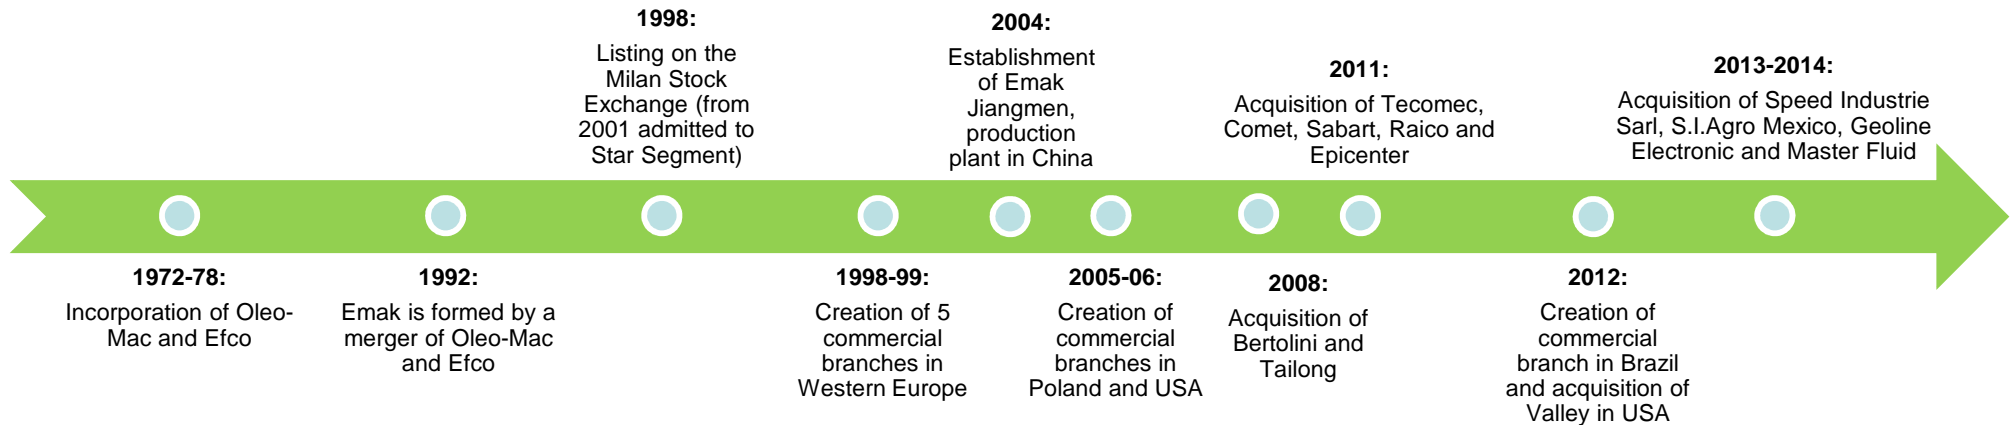 1998:
Listing on the
Milan Stock
Exchange (from
2001 admitted to
Star Segment)
2004:
Establishment
of Emak
Jiangmen,
production
plant in China
2011:
Acquisition of Tecomec,
Comet, Sabart, Raico and
Epicenter
2013-2014:
Acquisition of Speed Industrie
Sarl, S.I.Agro Mexico, Geoline
Electronic and Master Fluid
1972-78:
Incorporation of Oleo-
Mac and Efco
1992:
Emak is formed by a
merger of Oleo-Mac
and Efco
1998-99:
Creation of 5
commercial
branches in
Western Europe
2005-06:
Creation of
commercial
branches in
Poland and USA
2008:
Acquisition of
Bertolini and
Tailong
2012:
Creation of
commercial
branch in Brazil
and acquisition of
Valley in USA